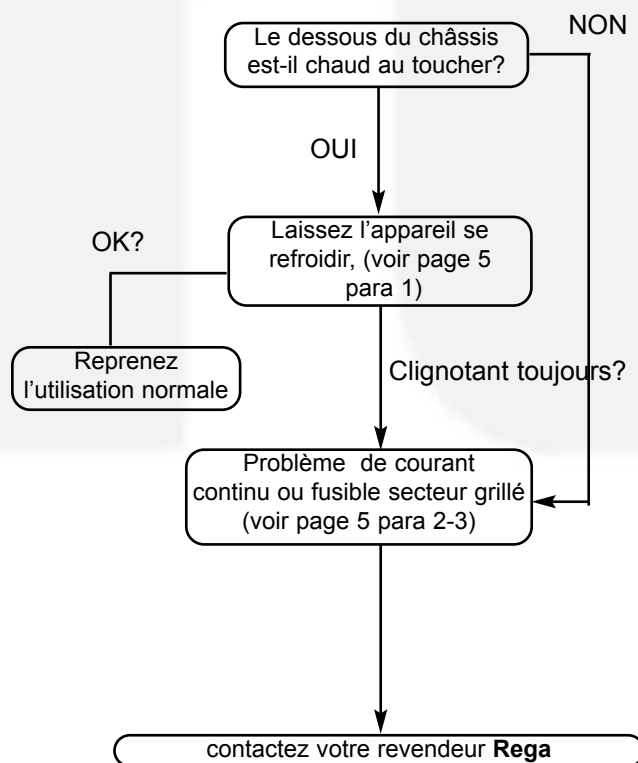 Le dessous du châssis
est-il chaud au toucher?
NON
OUI
Laissez l'appareil se
refroidir, (voir page 5
para 1)
OK?
Reprenez
l'utilisation normale
Clignotant toujours?
Problème de courant
continu ou fusible secteur grillé
(voir page 5 para 2-3)
contactez votre revendeur Rega